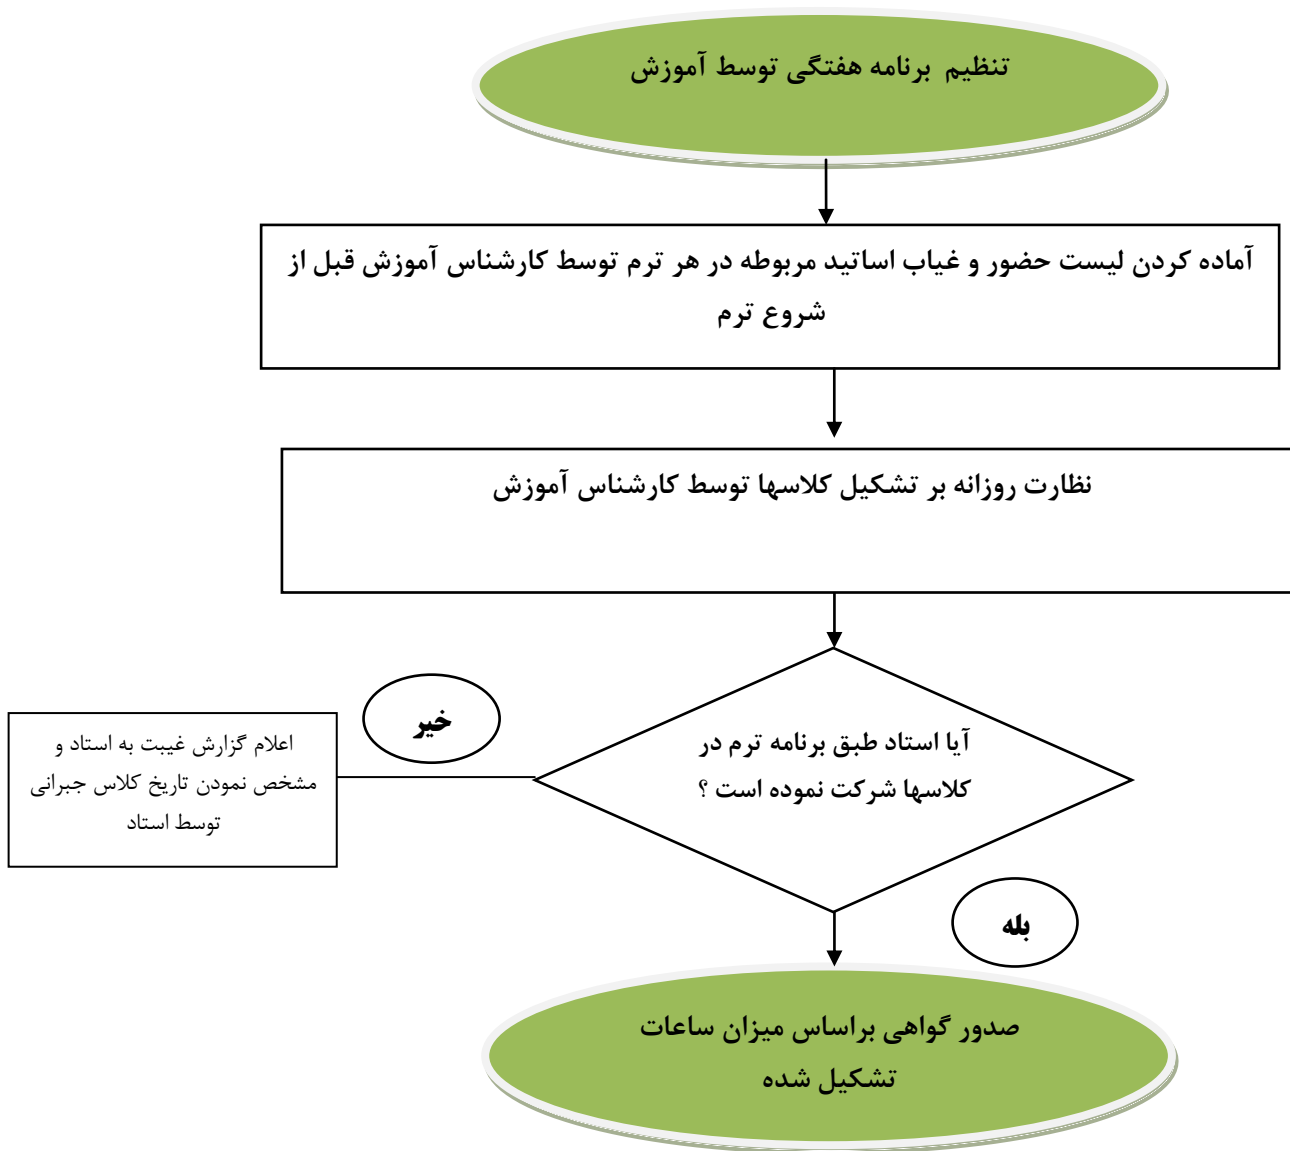 تنظیم برنامه هفتگی توسط آموزش
آماده کردن لیست حضور و غیاب اساتید مربوطه در هر ترم توسط کارشناس آموزش قبل از
شروع ترم
نظارت روزانه بر تشکیل کلاسها توسط کارشناس آموزش
آیا استاد طبق برنامه ترم در
کلاسها شرکت نموده است ؟
خیر
اعلام گزارش غیبت به استاد و
مشخص نمودن تاریخ کلاس جبرانی
توسط استاد
بله
صدور گواهی براساس میزان ساعات
تشکیل شده